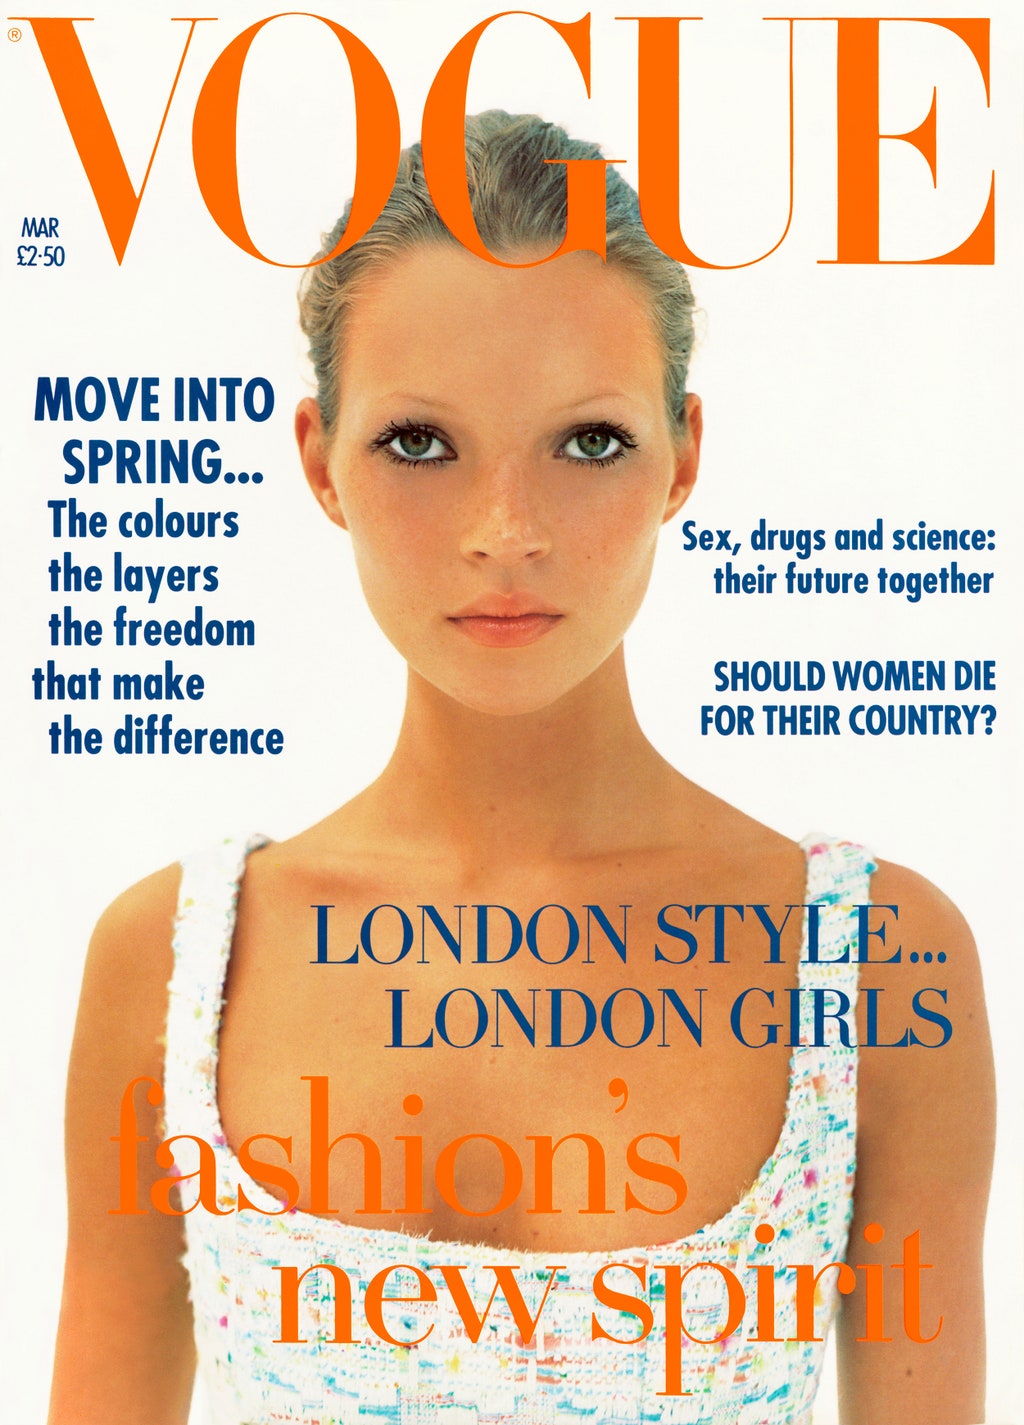 ®
VOGUE
MAR
£2·50
MOVE INTO
SPRING...
The colours
the layers
the freedom
that make
the difference
Sex, drugs and science:
their future together
SHOULD WOMEN DIE
FOR THEIR COUNTRY?
LONDON STYLE...
LONDON GIRLS
fashion's
new spirit